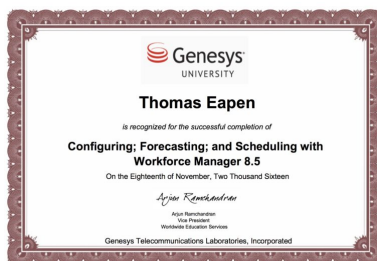 Genesys
UNIVERSITY
Thomas Eapen
is recognized for the successful completion of
Configuring; Forecasting; and Scheduling with
Workforce Manager 8.5
On the Eighteenth of November, Two Thousand Sixteen
Arjun Ramchandran
Arjun Ramchandran
Vice President
Worldwide Education Services
Genesys Telecommunications Laboratories, Incorporated